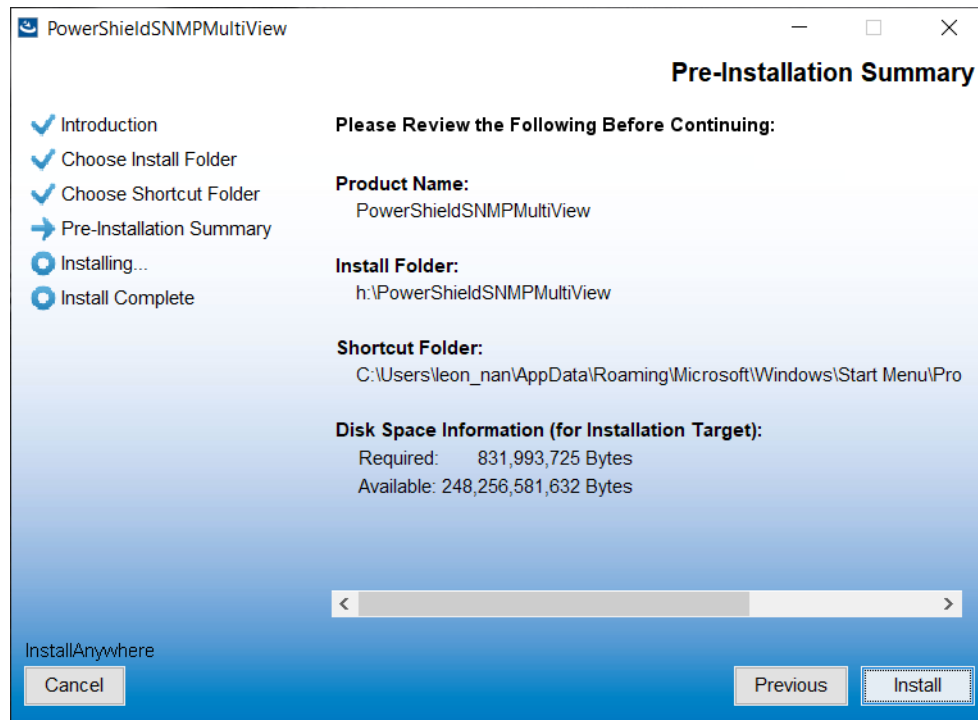 PowerShieldSNMPMultiView
Pre-Installation Summary
Introduction
Choose Install Folder
Choose Shortcut Folder
Pre-Installation Summary
Installing...
Install Complete
Please Review the Following Before Continuing:
Product Name:
PowerShieldSNMPMultiView
Install Folder:
h:\PowerShieldSNMPMultiView
Shortcut Folder:
C:\Users\leon_nan\AppData\Roaming\Microsoft\Windows\Start Menu\Pro
Disk Space Information (for Installation Target):
Required: 831,993,725 Bytes
Available: 248,256,581,632 Bytes
InstallAnywhere
Cancel
Previous
Install